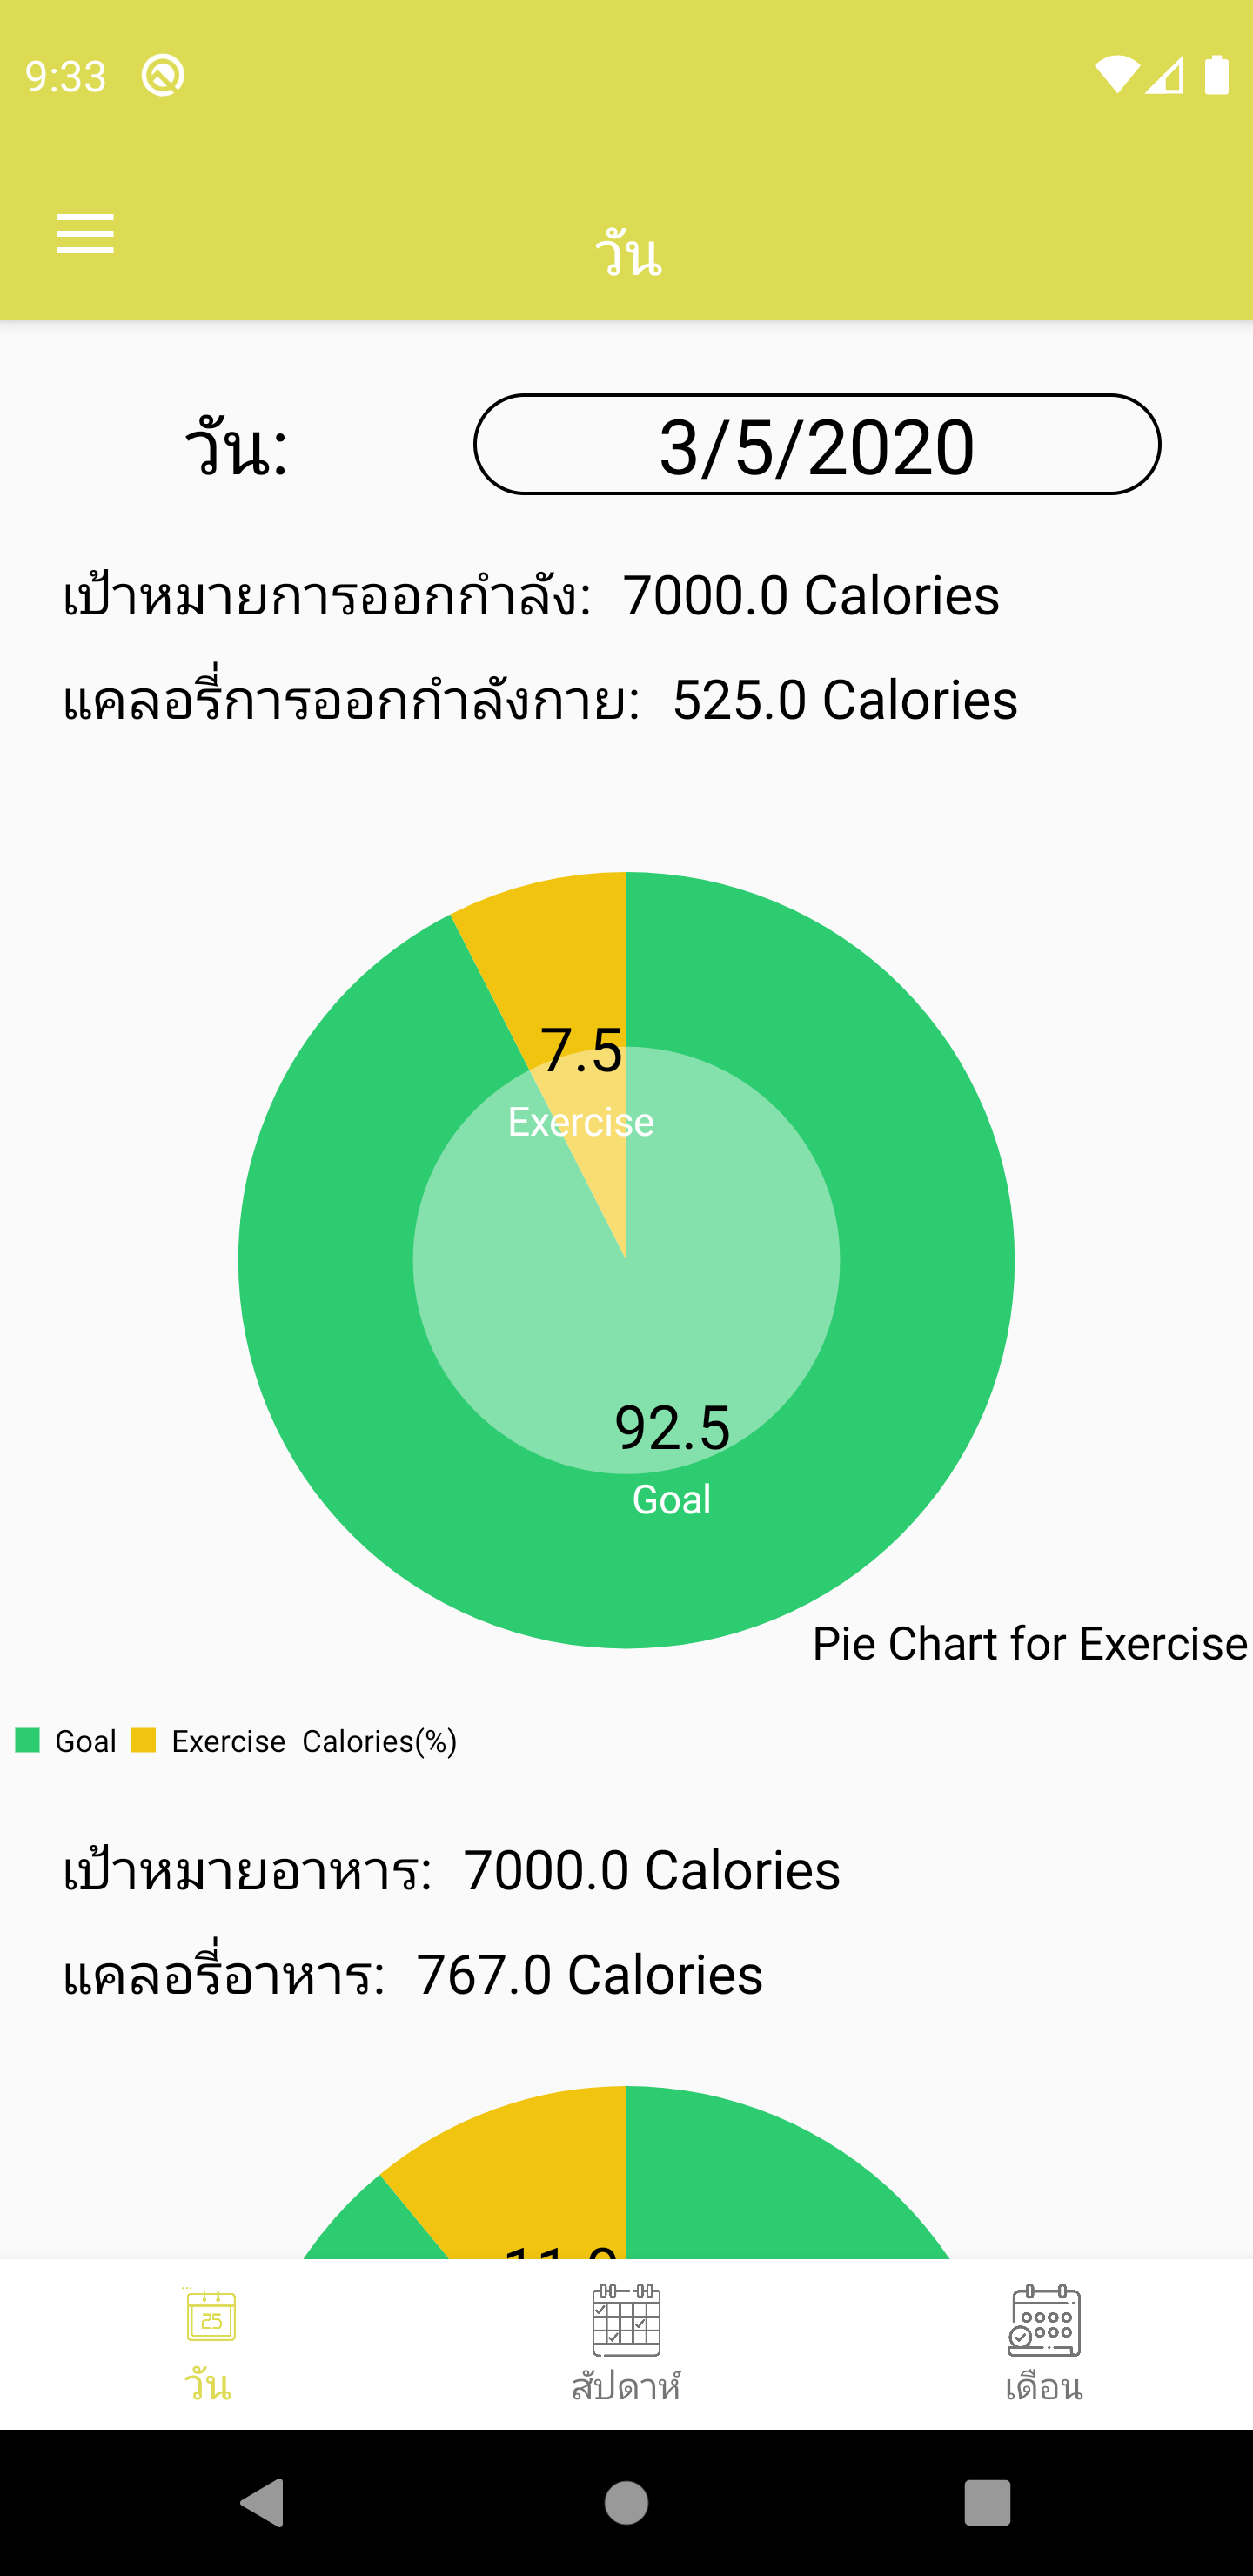 9:33
วัน
วัน: 3/5/2020
เป้าหมายการออกกำลัง: 7000.0 Calories
แคลอรี่การออกกำลังกาย: 525.0 Calories
7.5
Exercise
92.5
Goal
Pie Chart for Exercise
Goal Exercise Calories(%)
เป้าหมายอาหาร: 7000.0 Calories
แคลอรี่อาหาร: 767.0 Calories
25
วัน สัปดาห์ เดือน